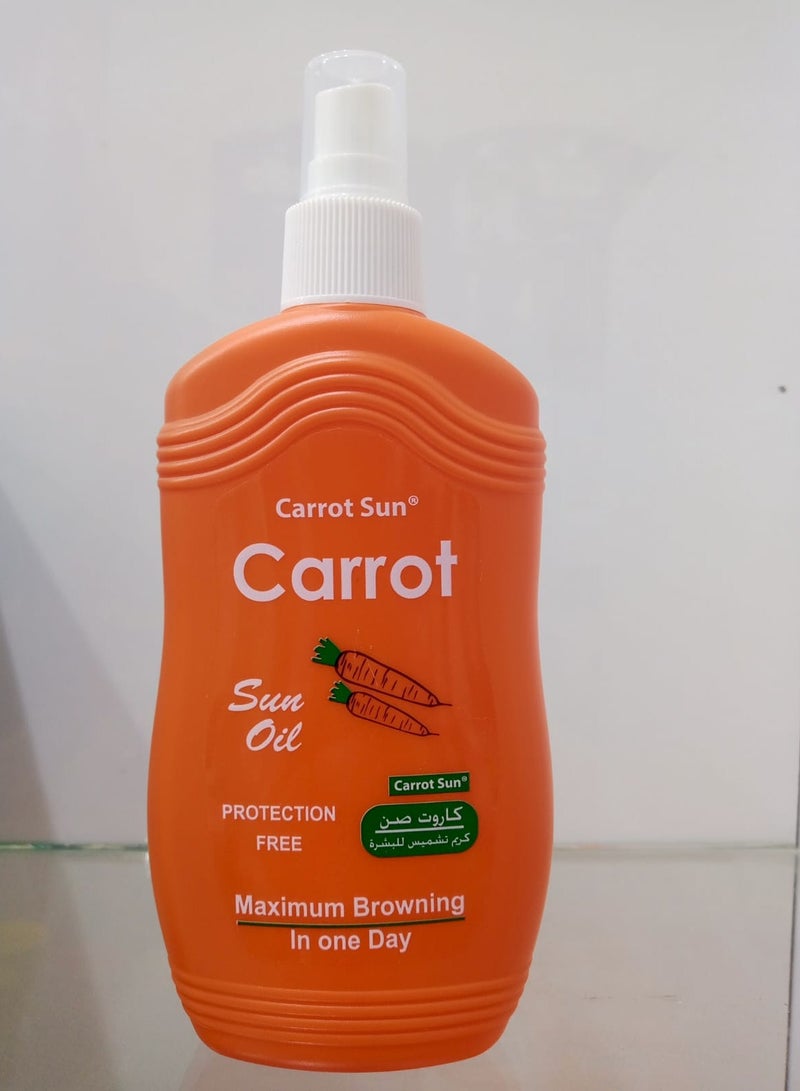 Carrot Sun®
Carrot
Sun
Oil
PROTECTION
FREE
Carrot Sun®
كاروت صن
كريم تشميس للبشرة
Maximum Browning
In one Day